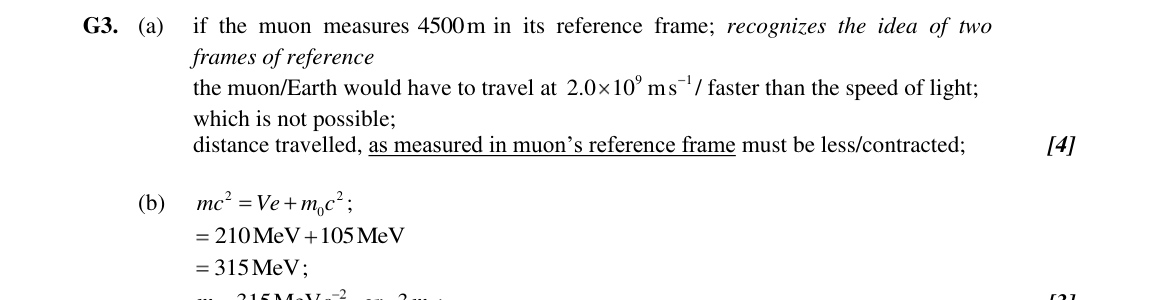 G3. (a) if the muon measures 4500 m in its reference frame; recognizes the idea of two
frames of reference
the muon/Earth would have to travel at 2.0×10⁹ m s⁻¹ / faster than the speed of light;
which is not possible;
distance travelled, as measured in muon's reference frame must be less/contracted; [4]
(b) mc² = Ve + m₀c²;
= 210 MeV + 105 MeV
= 315 MeV;